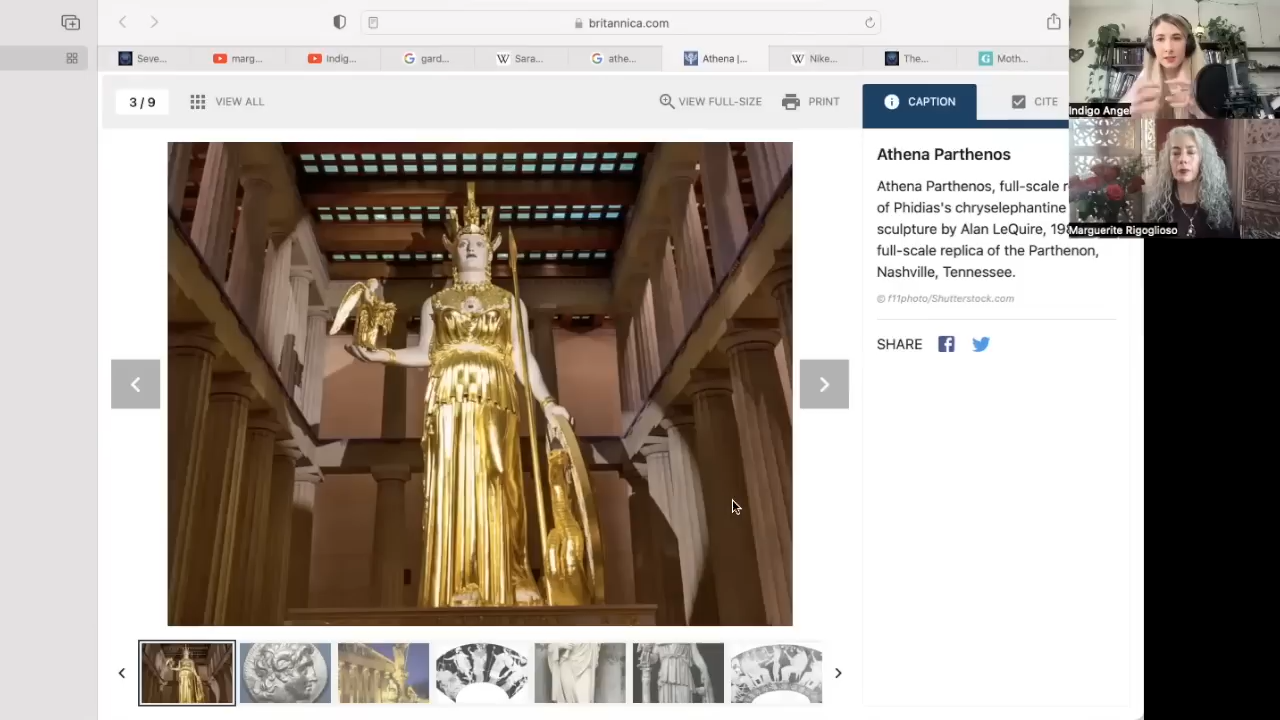 britannica.com
Seve...
marg...
Indig...
gard...
Sara...
athe...
Athena |...
Nike...
The...
Moth...
3 / 9
VIEW ALL
VIEW FULL-SIZE
PRINT
CAPTION
CITE
Indigo Angel
Marguerite Rigoglioso
Athena Parthenos
Athena Parthenos, full-scale
of Phidias's chryselephantine
sculpture by Alan LeQuire,
full-scale replica of the Parthenon,
Nashville, Tennessee.
© f11photo/Shutterstock.com
SHARE